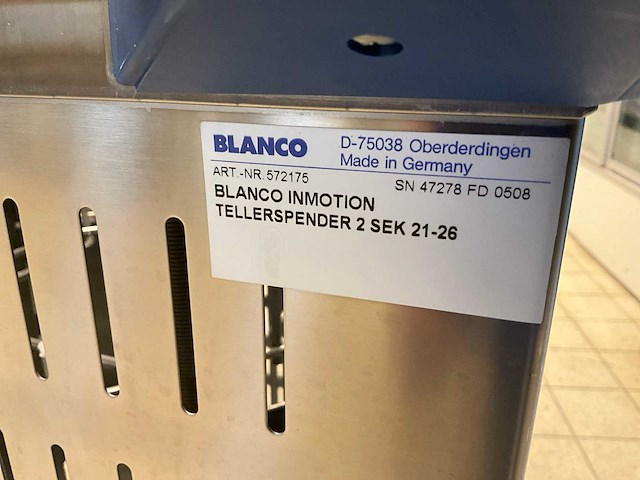 BLANCO D-75038 Oberderdingen
Made in Germany
ART.-NR. 572175 SN 47278 FD 0508
BLANCO INMOTION
TELLERSPENDER 2 SEK 21-26